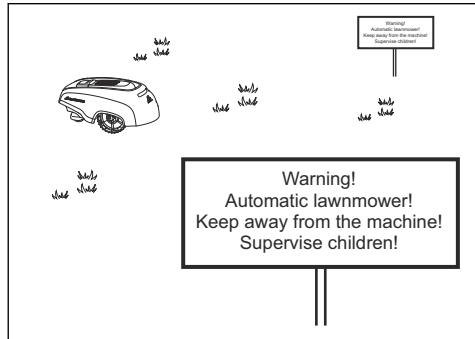 Warning!
Automatic lawnmower!
Keep away from the machine!
Supervise children!
Warning!
Automatic lawnmower!
Keep away from the machine!
Supervise children!